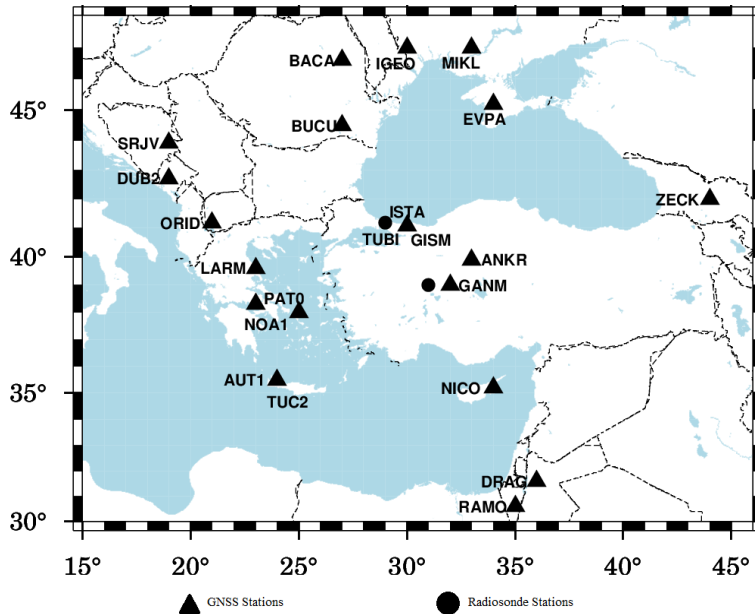 BACA
IGEO
MIKL
45°
EVPA
BUCU
SRJV
DUB2
ZECK
ORID
ISTA
TUBI
GISM
40°
LARM
ANKR
GANM
PAT0
NOA1
35°
AUT1
TUC2
NICO
DRAG
RAMO
30°
15° 20° 25° 30° 35° 40° 45°
GNSS Stations
Radiosonde Stations